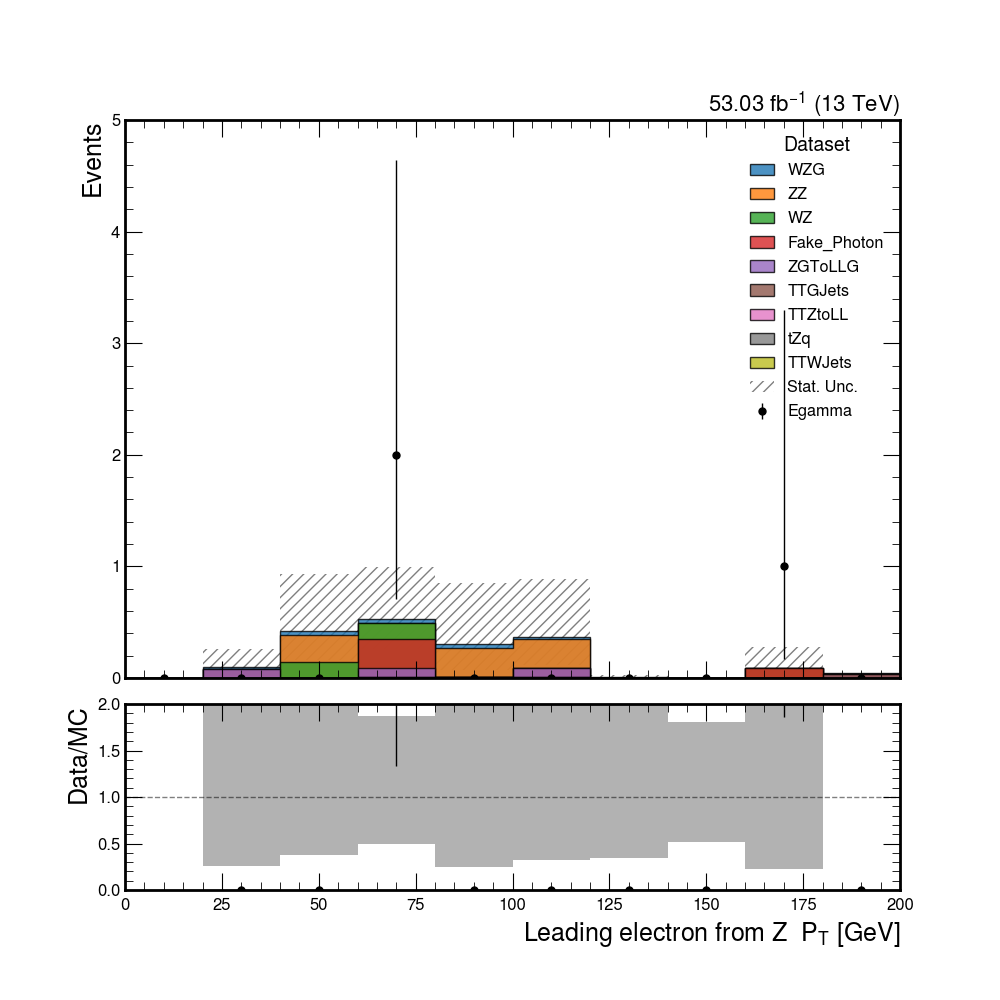 53.03 fb⁻¹ (13 TeV)
Events
5
4
3
2
1
0
Dataset
WZG
ZZ
WZ
Fake_Photon
ZGToLLG
TTGJets
TTZtoLL
tZq
TTWJets
Stat. Unc.
Egamma
Data/MC
2.0
1.5
1.0
0.5
0.0
0 25 50 75 100 125 150 175 200
Leading electron from Z P_T [GeV]